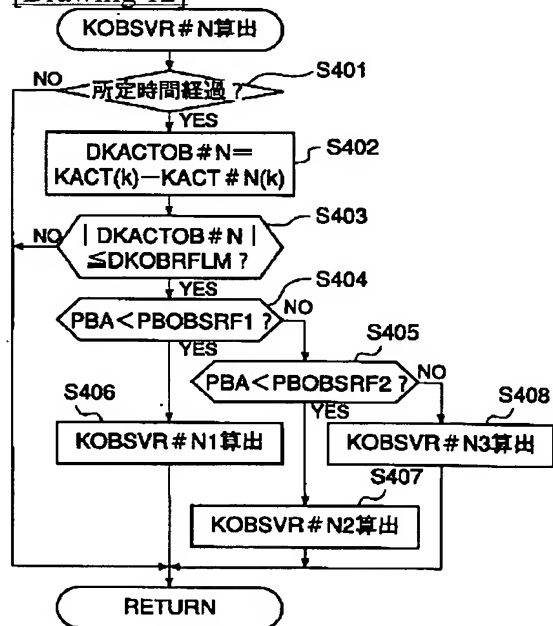 KOBSVR#N算出
S401
NO
所定時間経過?
YES
S402
DKACTOB#N=
KACT(k)-KACT#N(k)
S403
NO
|DKACTOB#N|
≦DKOBRFLM?
YES
S404
PBA<PBOBSRF1?
NO
YES
S405
PBA<PBOBSRF2?
NO
YES
S406
KOBSVR#N1算出
S408
KOBSVR#N3算出
S407
KOBSVR#N2算出
RETURN